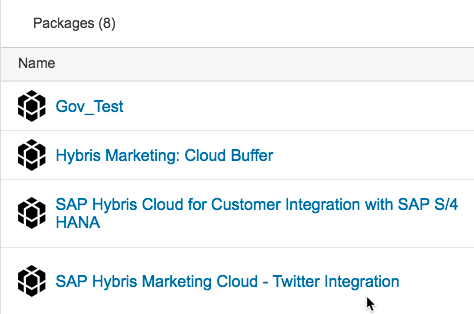 Packages (8)
Name
Gov_Test
Hybris Marketing: Cloud Buffer
SAP Hybris Cloud for Customer Integration with SAP S/4
HANA
SAP Hybris Marketing Cloud - Twitter Integration